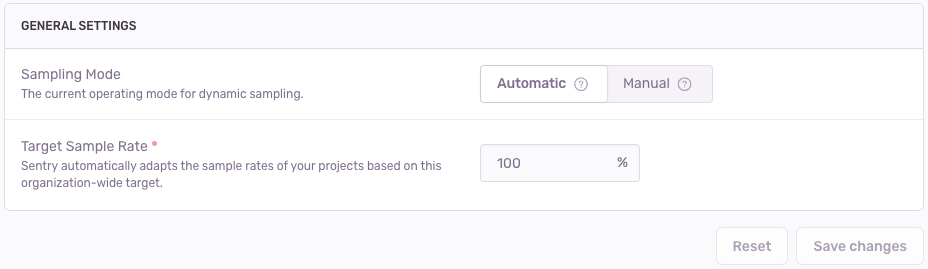 GENERAL SETTINGS
Sampling Mode
The current operating mode for dynamic sampling.
Automatic ?
Manual ?
Target Sample Rate
Sentry automatically adapts the sample rates of your projects based on this
organization-wide target.
100 %
Reset
Save changes